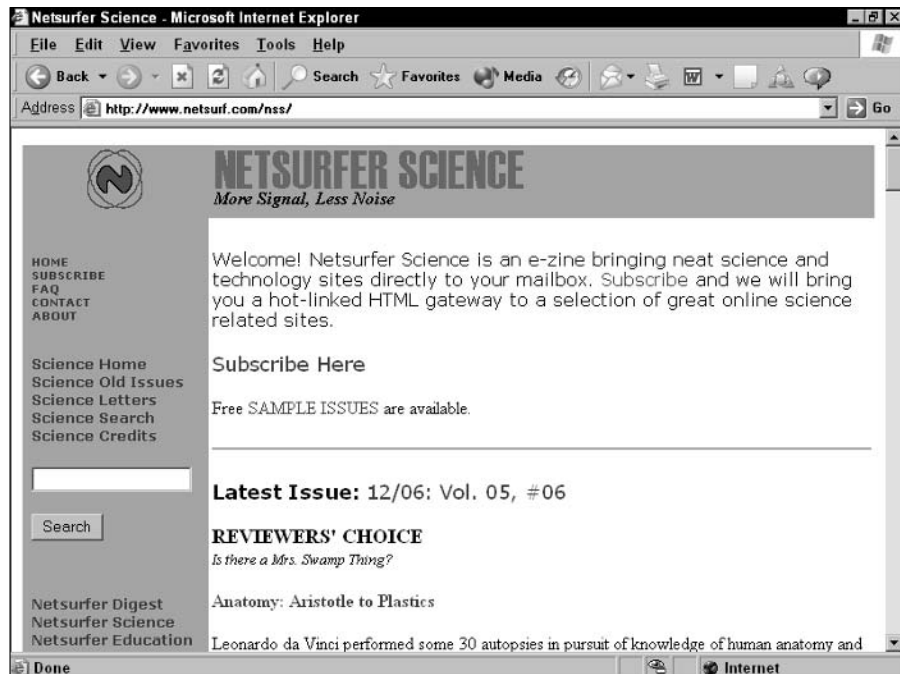 Netsurfer Science - Microsoft Internet Explorer
File Edit View Favorites Tools Help
Back Search Favorites Media W
Address http://www.netsurf.com/nss/ Go
N
NETSURFER SCIENCE
More Signal, Less Noise
HOME
SUBSCRIBE
FAQ
CONTACT
ABOUT
Science Home
Science Old Issues
Science Letters
Science Search
Science Credits
Search
Netsurfer Digest
Netsurfer Science
Netsurfer Education
Welcome! Netsurfer Science is an e-zine bringing neat science and
technology sites directly to your mailbox. Subscribe and we will bring
you a hot-linked HTML gateway to a selection of great online science
related sites.
Subscribe Here
Free SAMPLE ISSUES are available.
Latest Issue: 12/06: Vol. 05, #06
REVIEWERS' CHOICE
Is there a Mrs. Swamp Thing?
Anatomy: Aristotle to Plastics
Leonardo da Vinci performed some 30 autopsies in pursuit of knowledge of human anatomy and
Done Internet